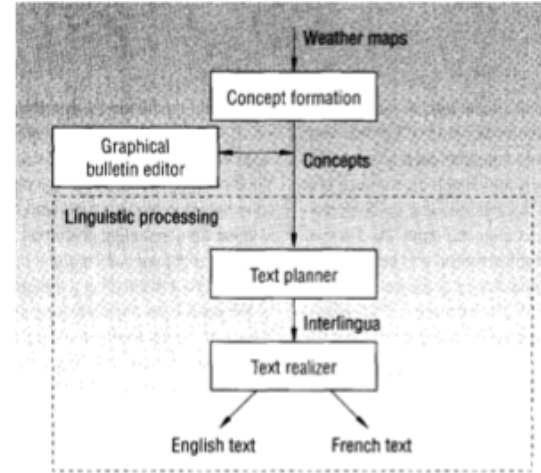 Weather maps
Concept formation
Graphical
bulletin editor
Concepts
Linguistic processing
Text planner
Interlingua
Text realizer
English text
French text